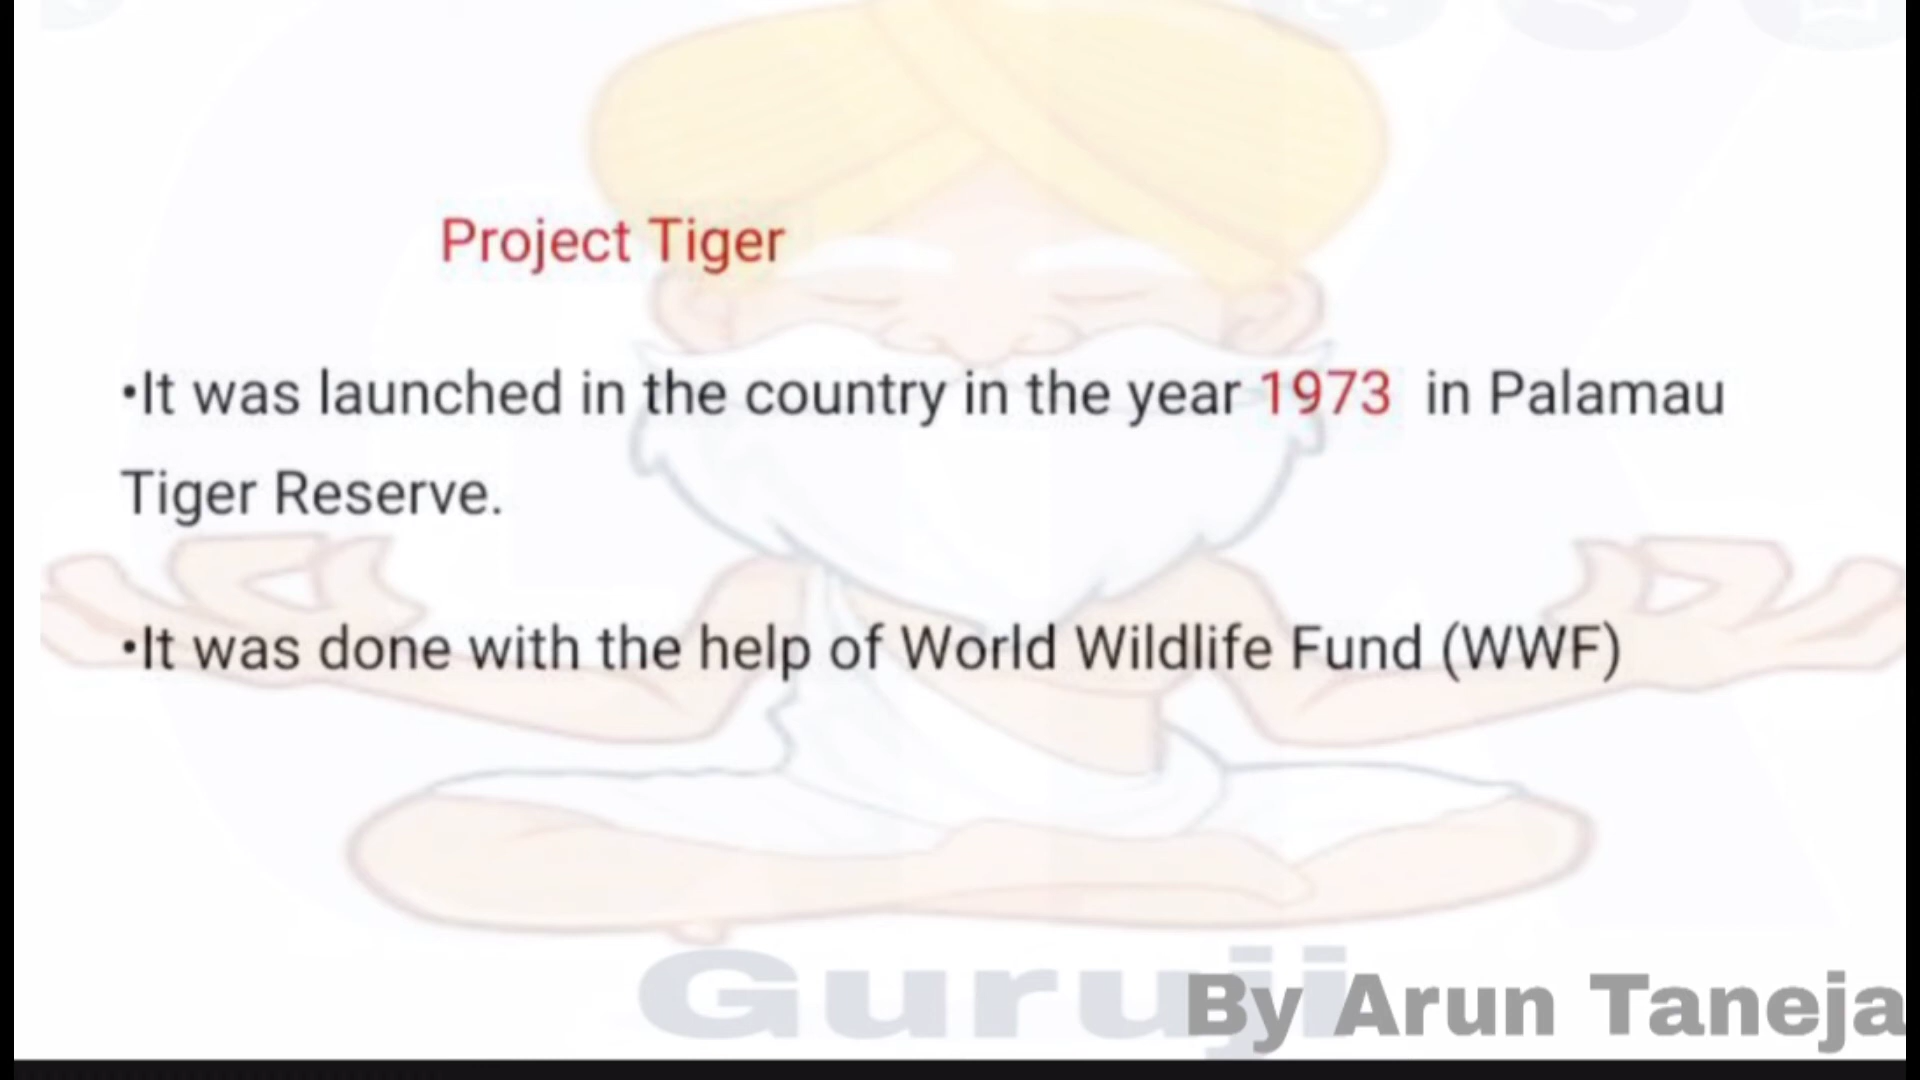 Project Tiger
•It was launched in the country in the year 1973 in Palamau
Tiger Reserve.
•It was done with the help of World Wildlife Fund (WWF)
Guruji
By Arun Taneja